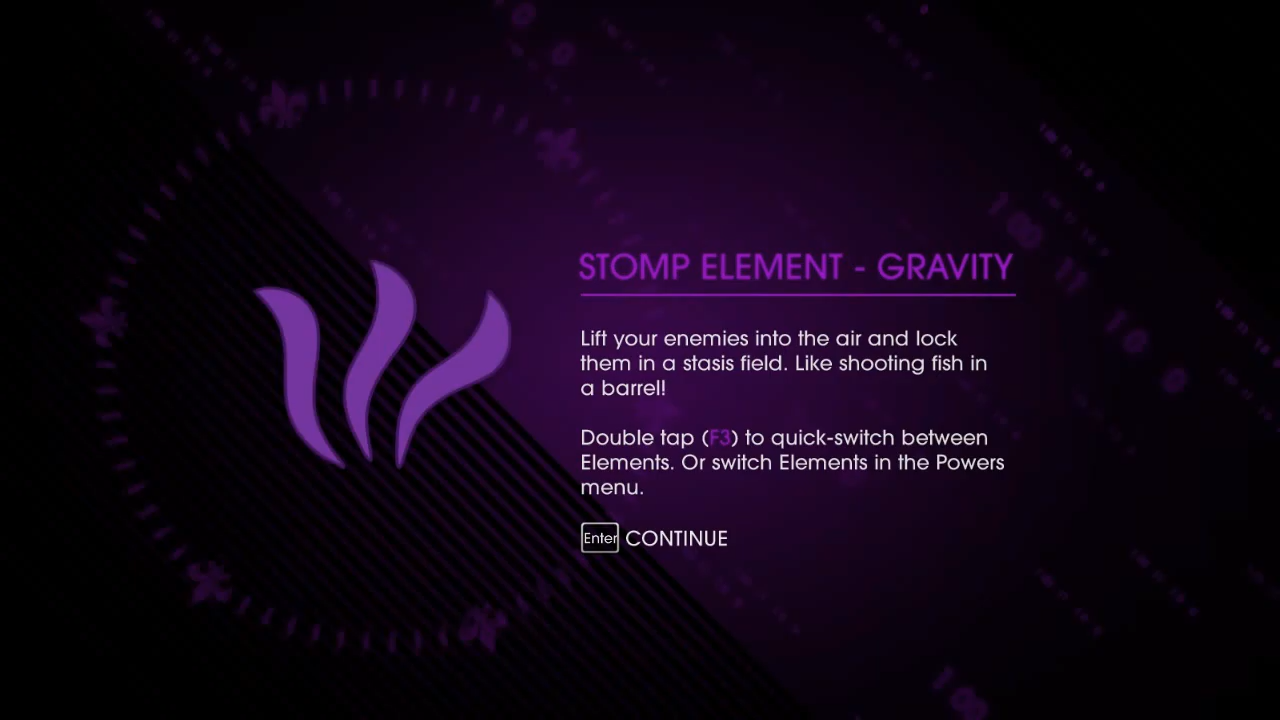 STOMP ELEMENT - GRAVITY
Lift your enemies into the air and lock
them in a stasis field. Like shooting fish in
a barrel!
Double tap (F3) to quick-switch between
Elements. Or switch Elements in the Powers
menu.
Enter CONTINUE